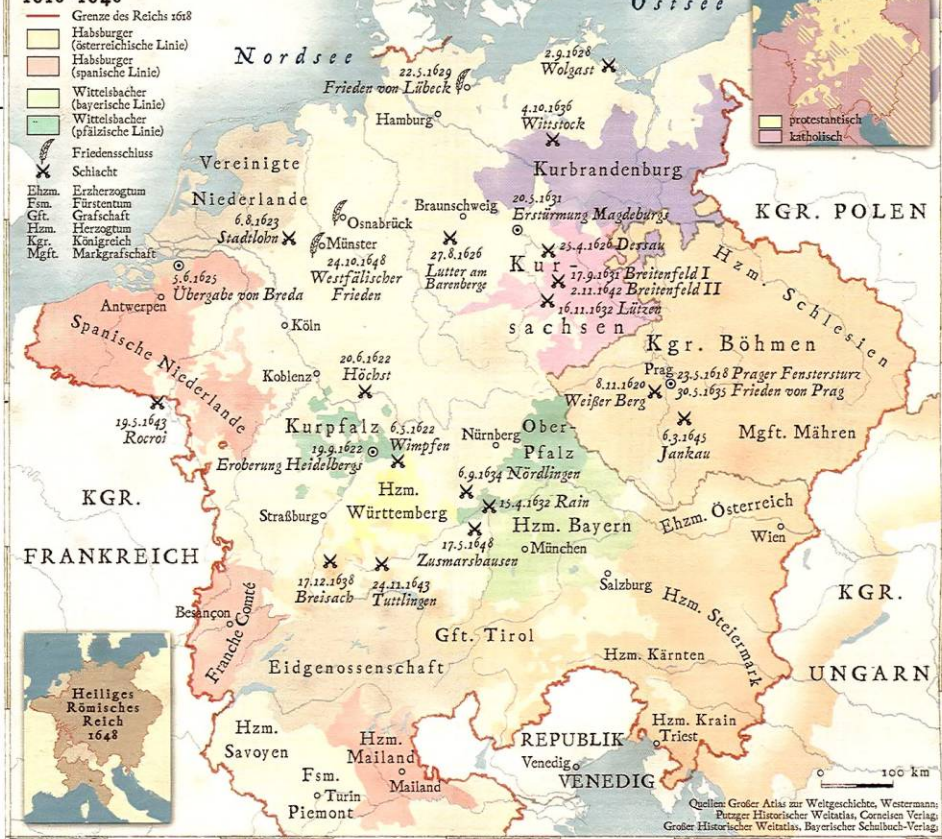 Grenze des Reichs 1618
Habsburger
(österreichische Linie)
Habsburger
(spanische Linie)
Wittelsbacher
(bayerische Linie)
Wittelsbacher
(pfälzische Linie)
Friedensschluss
Schlacht
Ehzm. Erzherzogtum
Fsm. Fürstentum
Gft. Grafschaft
Hzm. Herzogtum
Kgr. Königreich
Mgft. Markgrafschaft
Nordsee
Ostsee
protestantisch
katholisch
2.9.1628
Wolgast
22.5.1629
Frieden von Lübeck
Hamburg
4.10.1636
Wittstock
Kurbrandenburg
KGR. POLEN
Vereinigte
Niederlande
6.8.1623
Stadtlohn
Osnabrück
Münster
24.10.1648
Westfälischer
Frieden
Braunschweig
27.8.1626
Lutter am
Barenberge
20.5.1631
Erstürmung Magdeburgs
25.4.1626 Dessau
Kur-
sachsen
17.9.1631 Breitenfeld I
2.11.1642 Breitenfeld II
16.11.1632 Lützen
Hzm. Schlesien
5.6.1625
Übergabe von Breda
Antwerpen
Spanische Niederlande
Köln
Koblenz
20.6.1622
Höchst
Kgr. Böhmen
Prag
23.5.1618 Prager Fenstersturz
30.5.1635 Frieden von Prag
8.11.1620
Weißer Berg
6.3.1645
Jankau
Mgft. Mähren
19.5.1643
Rocroi
Kurpfalz
19.9.1622
Eroberung Heidelbergs
6.5.1622
Wimpfen
Nürnberg
Ober-
Pfalz
6.9.1634 Nördlingen
15.4.1632 Rain
KGR.
FRANKREICH
Hzm.
Württemberg
Straßburg
Hzm. Bayern
17.5.1648
Zusmarshausen
München
Ehzm. Österreich
Wien
17.12.1638
Breisach
24.11.1643
Tuttlingen
Salzburg
Hzm. Steiermark
KGR.
UNGARN
Besançon
Franche Comté
Gft. Tirol
Eidgenossenschaft
Hzm. Kärnten
Heiliges
Römisches
Reich
1648
Hzm.
Savoyen
Hzm.
Mailand
Mailand
Fsm.
Piemont
Turin
REPUBLIK
VENEDIG
Venedig
Hzm. Krain
Triest
0 100 km
Quellen: Großer Atlas zur Weltgeschichte, Westermann;
Putzger Historischer Weltatlas, Cornelsen Verlag;
Großer Historischer Weltatlas, Bayerischer Schulbuch-Verlag;